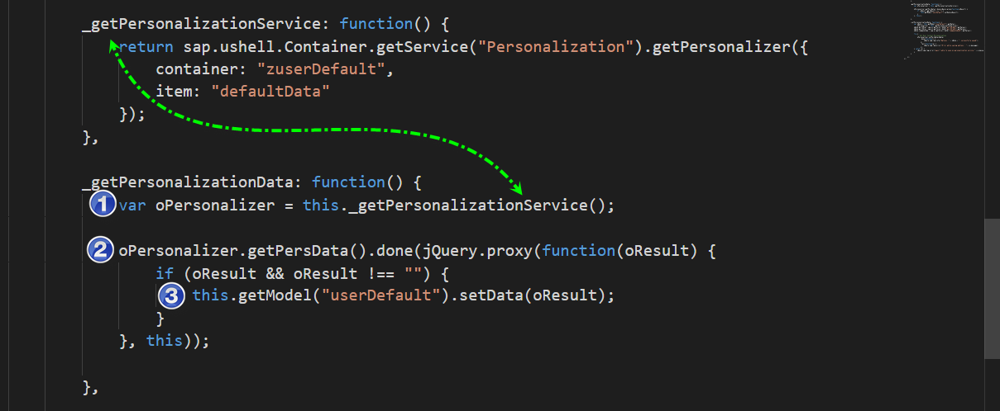 _getPersonalizationService: function() {
return sap.ushell.Container.getService("Personalization").getPersonalizer({
container: "zuserDefault",
item: "defaultData"
});
},
_getPersonalizationData: function() {
1 var oPersonalizer = this._getPersonalizationService();
2 oPersonalizer.getPersData().done(jQuery.proxy(function(oResult) {
if (oResult && oResult !== "") {
3 this.getModel("userDefault").setData(oResult);
}
}, this));
},